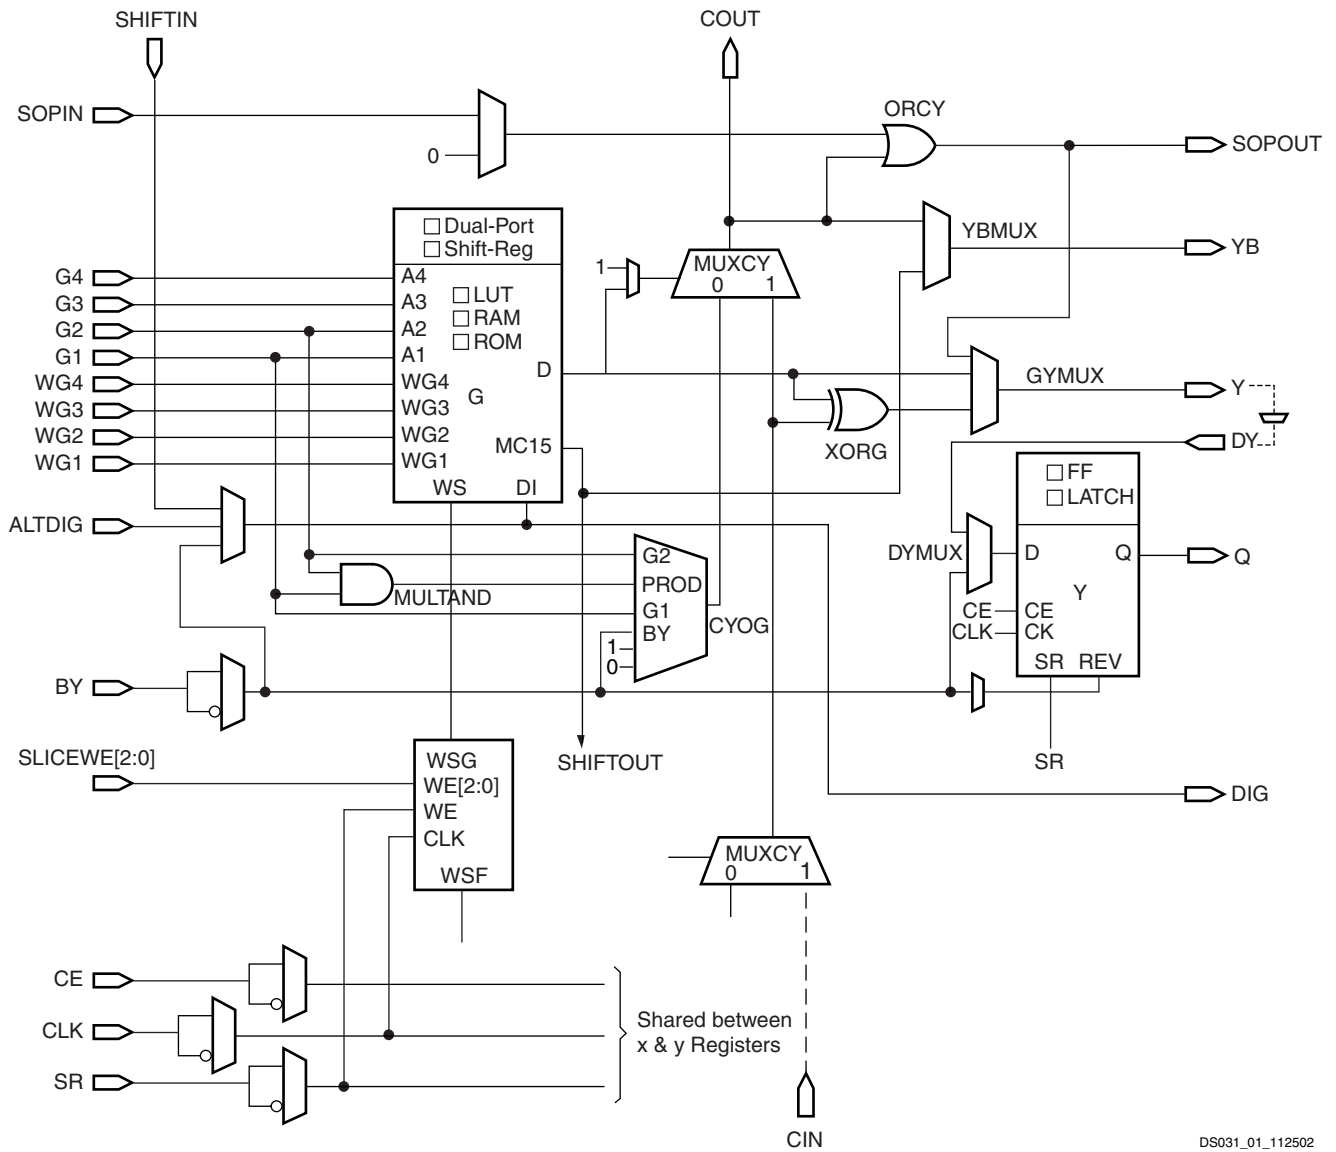 SHIFTIN
COUT
SOPIN
0
ORCY
SOPOUT
Dual-Port
Shift-Reg
YBMUX
YB
1
MUXCY
0 1
G4
G3
G2
G1
WG4
WG3
WG2
WG1
A4
A3
A2
A1
WG4
WG3
WG2
WG1
LUT
RAM
ROM
G
D
MC15
WS DI
GYMUX
Y
DY
XORG
FF
LATCH
DYMUX
D
Q
Q
Y
CE
CE
CLK
CK
SR REV
SR
ALTDIG
MULTAND
G2
PROD
G1
BY
1
0
CYOG
BY
SHIFTOUT
SLICEWE[2:0]
WSG
WE[2:0]
WE
CLK
WSF
DIG
MUXCY
0 1
CE
CLK
SR
Shared between
x & y Registers
CIN
DS031_01_112502